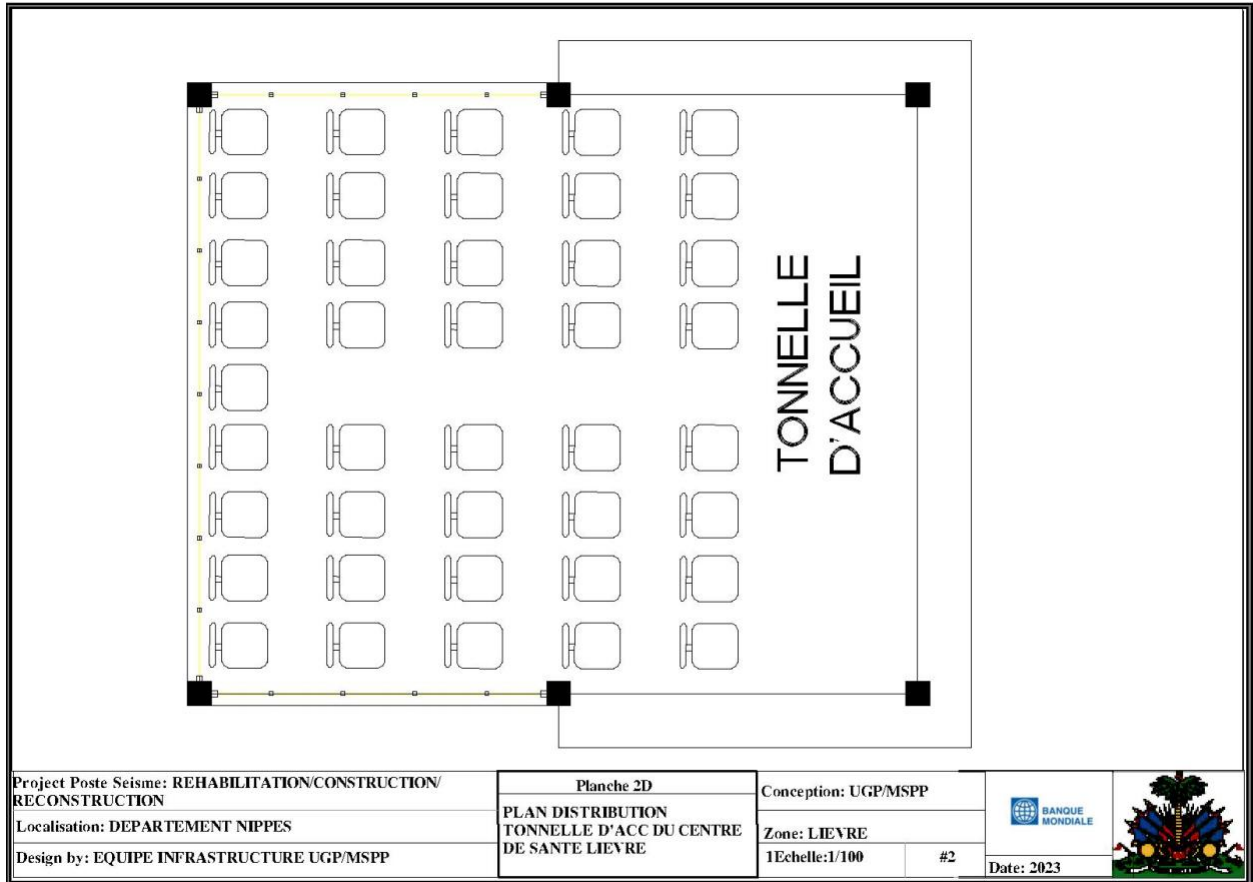 TONNELLE
D'ACCUEIL
Project Poste Seisme: REHABILITATION/CONSTRUCTION/
RECONSTRUCTION
Localisation: DEPARTEMENT NIPPES
Design by: EQUIPE INFRASTRUCTURE UGP/MSPP
Planche 2D
PLAN DISTRIBUTION
TONNELLE D'ACC DU CENTRE
DE SANTE LIEVRE
Conception: UGP/MSPP
Zone: LIEVRE
1Echelle:1/100
#2
BANQUE
MONDIALE
Date: 2023